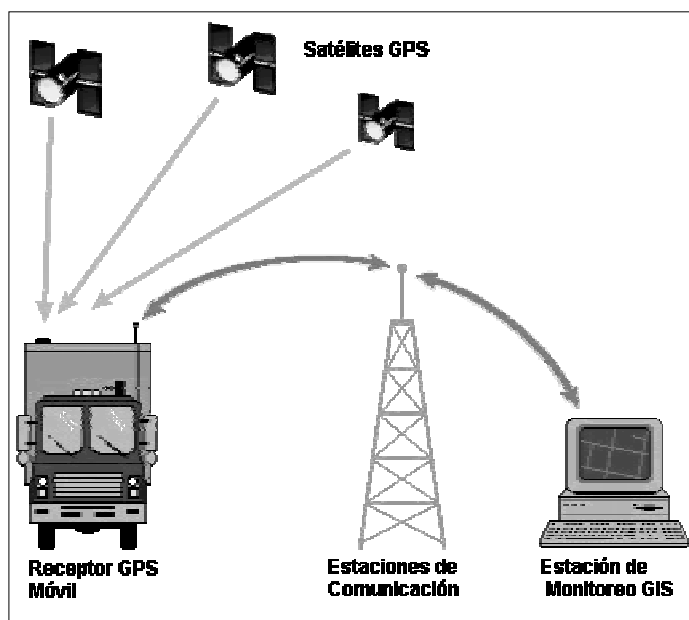 Satélites GPS
Receptor GPS
Móvil
Estaciones de
Comunicación
Estación de
Monitoreo GIS